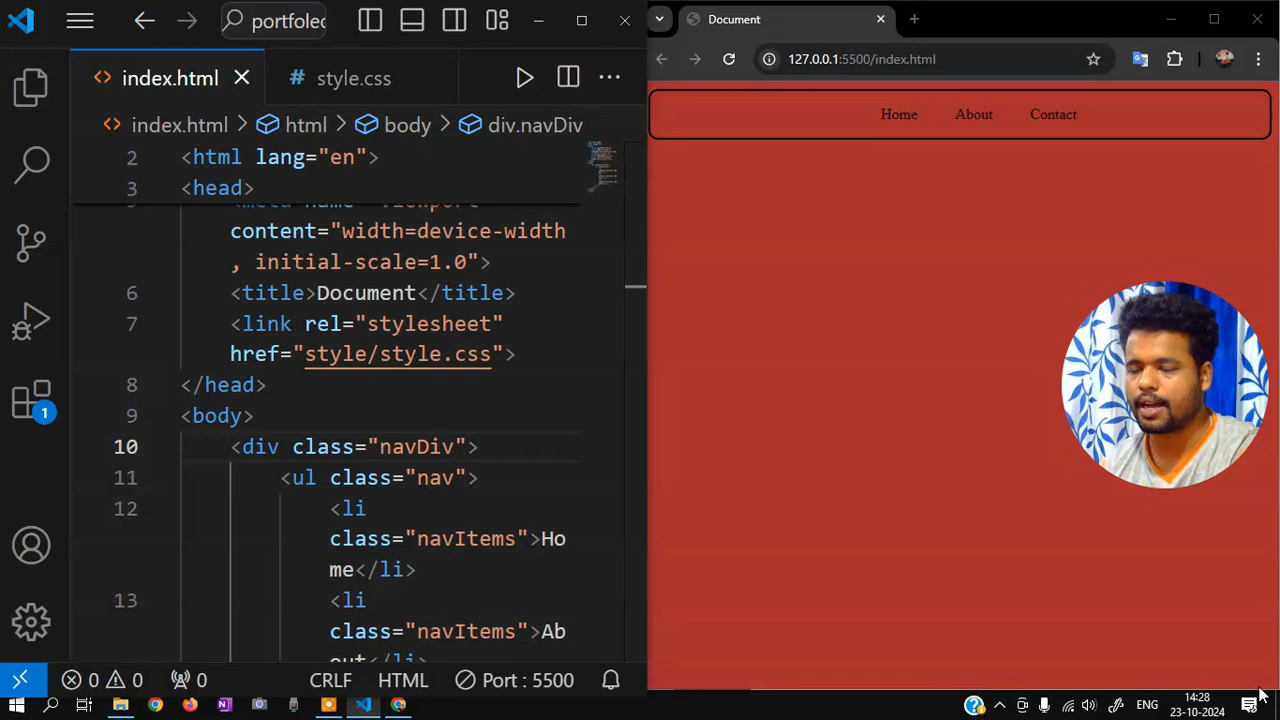 portfolec
index.html
# style.css
index.html > html > body > div.navDiv
2 <html lang="en">
3 <head>
content="width=device-width
, initial-scale=1.0">
6 <title>Document</title>
7 <link rel="stylesheet"
href="style/style.css">
8 </head>
9 <body>
10 <div class="navDiv">
11 <ul class="nav">
12 <li
class="navItems">Ho
me</li>
13 <li
class="navItems">Ab
out</li>
1
0 0 0 CRLF HTML Port : 5500
Document
127.0.0.1:5500/index.html
Home About Contact
ENG
14:28
23-10-2024